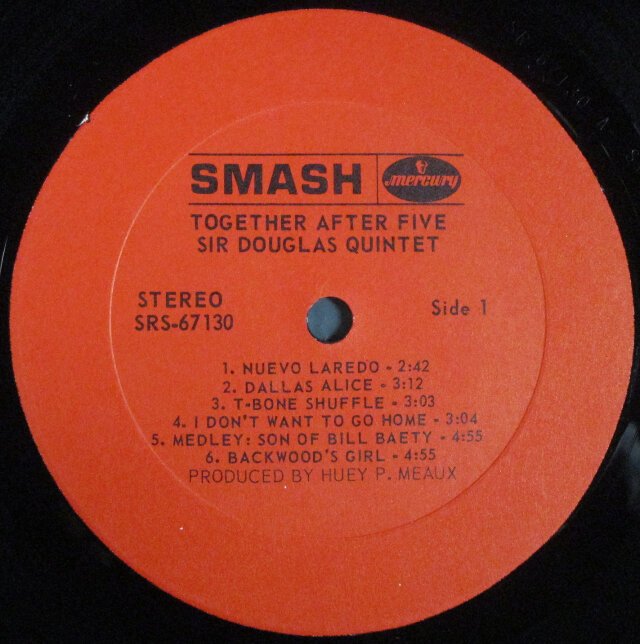 SMASH mercury
TOGETHER AFTER FIVE
SIR DOUGLAS QUINTET
STEREO
SRS-67130
Side 1
1. NUEVO LAREDO - 2:42
2. DALLAS ALICE - 3:12
3. T-BONE SHUFFLE - 3:03
4. I DON'T WANT TO GO HOME - 3:04
5. MEDLEY: SON OF BILL BAETY - 4:55
6. BACKWOOD'S GIRL - 4:55
PRODUCED BY HUEY P. MEAUX